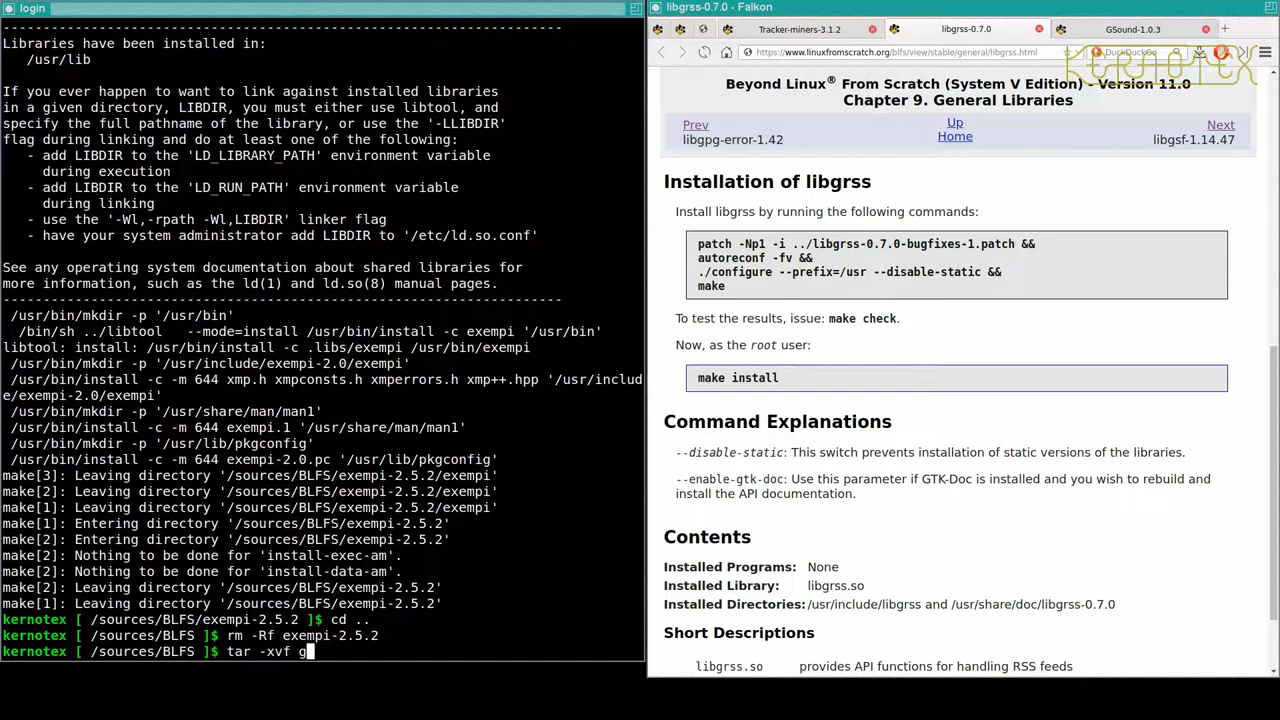 login
-----------------------------------------------------------------------
Libraries have been installed in:
/usr/lib
If you ever happen to want to link against installed libraries
in a given directory, LIBDIR, you must either use libtool, and
specify the full pathname of the library, or use the '-LLIBDIR'
flag during linking and do at least one of the following:
- add LIBDIR to the 'LD_LIBRARY_PATH' environment variable
during execution
- add LIBDIR to the 'LD_RUN_PATH' environment variable
during linking
- use the '-Wl,-rpath -Wl,LIBDIR' linker flag
- have your system administrator add LIBDIR to '/etc/ld.so.conf'
See any operating system documentation about shared libraries for
more information, such as the ld(1) and ld.so(8) manual pages.
-----------------------------------------------------------------------
/usr/bin/mkdir -p '/usr/bin'
/bin/sh ../libtool   --mode=install /usr/bin/install -c exempi '/usr/bin'
libtool: install: /usr/bin/install -c .libs/exempi /usr/bin/exempi
/usr/bin/mkdir -p '/usr/include/exempi-2.0/exempi'
/usr/bin/install -c -m 644 xmp.h xmpconsts.h xmperrors.h xmp++.hpp '/usr/includ
e/exempi-2.0/exempi'
/usr/bin/mkdir -p '/usr/share/man/man1'
/usr/bin/install -c -m 644 exempi.1 '/usr/share/man/man1'
/usr/bin/mkdir -p '/usr/lib/pkgconfig'
/usr/bin/install -c -m 644 exempi-2.0.pc '/usr/lib/pkgconfig'
make[3]: Leaving directory '/sources/BLFS/exempi-2.5.2/exempi'
make[2]: Leaving directory '/sources/BLFS/exempi-2.5.2/exempi'
make[1]: Leaving directory '/sources/BLFS/exempi-2.5.2/exempi'
make[1]: Entering directory '/sources/BLFS/exempi-2.5.2'
make[2]: Entering directory '/sources/BLFS/exempi-2.5.2'
make[2]: Nothing to be done for 'install-exec-am'.
make[2]: Nothing to be done for 'install-data-am'.
make[2]: Leaving directory '/sources/BLFS/exempi-2.5.2'
make[1]: Leaving directory '/sources/BLFS/exempi-2.5.2'
kernotex [ /sources/BLFS/exempi-2.5.2 ]$ cd ..
kernotex [ /sources/BLFS ]$ rm -Rf exempi-2.5.2
kernotex [ /sources/BLFS ]$ tar -xvf g
libgrss-0.7.0 - Falkon
Tracker-miners-3.1.2
libgrss-0.7.0
GSound-1.0.3
https://www.linuxfromscratch.org/blfs/view/stable/general/libgrss.html
DuckDuckGo
KERNOTEX
Beyond Linux® From Scratch (System V Edition) - Version 11.0
Chapter 9. General Libraries
Prev
Up
Next
libgpg-error-1.42
Home
libgsf-1.14.47
Installation of libgrss
Install libgrss by running the following commands:
patch -Np1 -i ../libgrss-0.7.0-bugfixes-1.patch &&
autoreconf -fv &&
./configure --prefix=/usr --disable-static &&
make
To test the results, issue: make check.
Now, as the root user:
make install
Command Explanations
--disable-static: This switch prevents installation of static versions of the libraries.
--enable-gtk-doc: Use this parameter if GTK-Doc is installed and you wish to rebuild and
install the API documentation.
Contents
Installed Programs: None
Installed Library: libgrss.so
Installed Directories: /usr/include/libgrss and /usr/share/doc/libgrss-0.7.0
Short Descriptions
libgrss.so provides API functions for handling RSS feeds